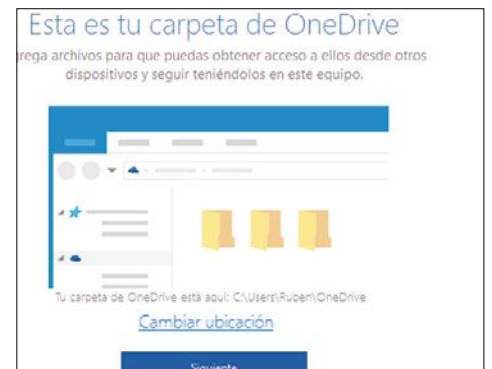 Esta es tu carpeta de OneDrive
rega archivos para que puedas obtener acceso a ellos desde otros
dispositivos y seguir teniéndolos en este equipo.
Tu carpeta de OneDrive está aquí: C:\Users\Ruben\OneDrive
Cambiar ubicación
Siguiente